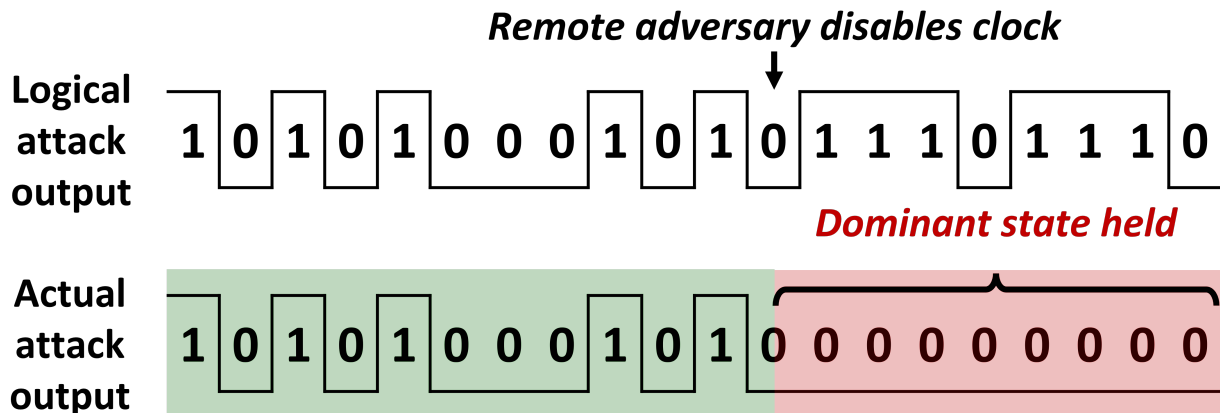 Remote adversary disables clock
Logical
attack
output
1 0 1 0 1 0 0 0 1 0 1 0 1 1 1 0 1 1 1 0
Dominant state held
Actual
attack
output
1 0 1 0 1 0 0 0 1 0 1 0 0 0 0 0 0 0 0 0